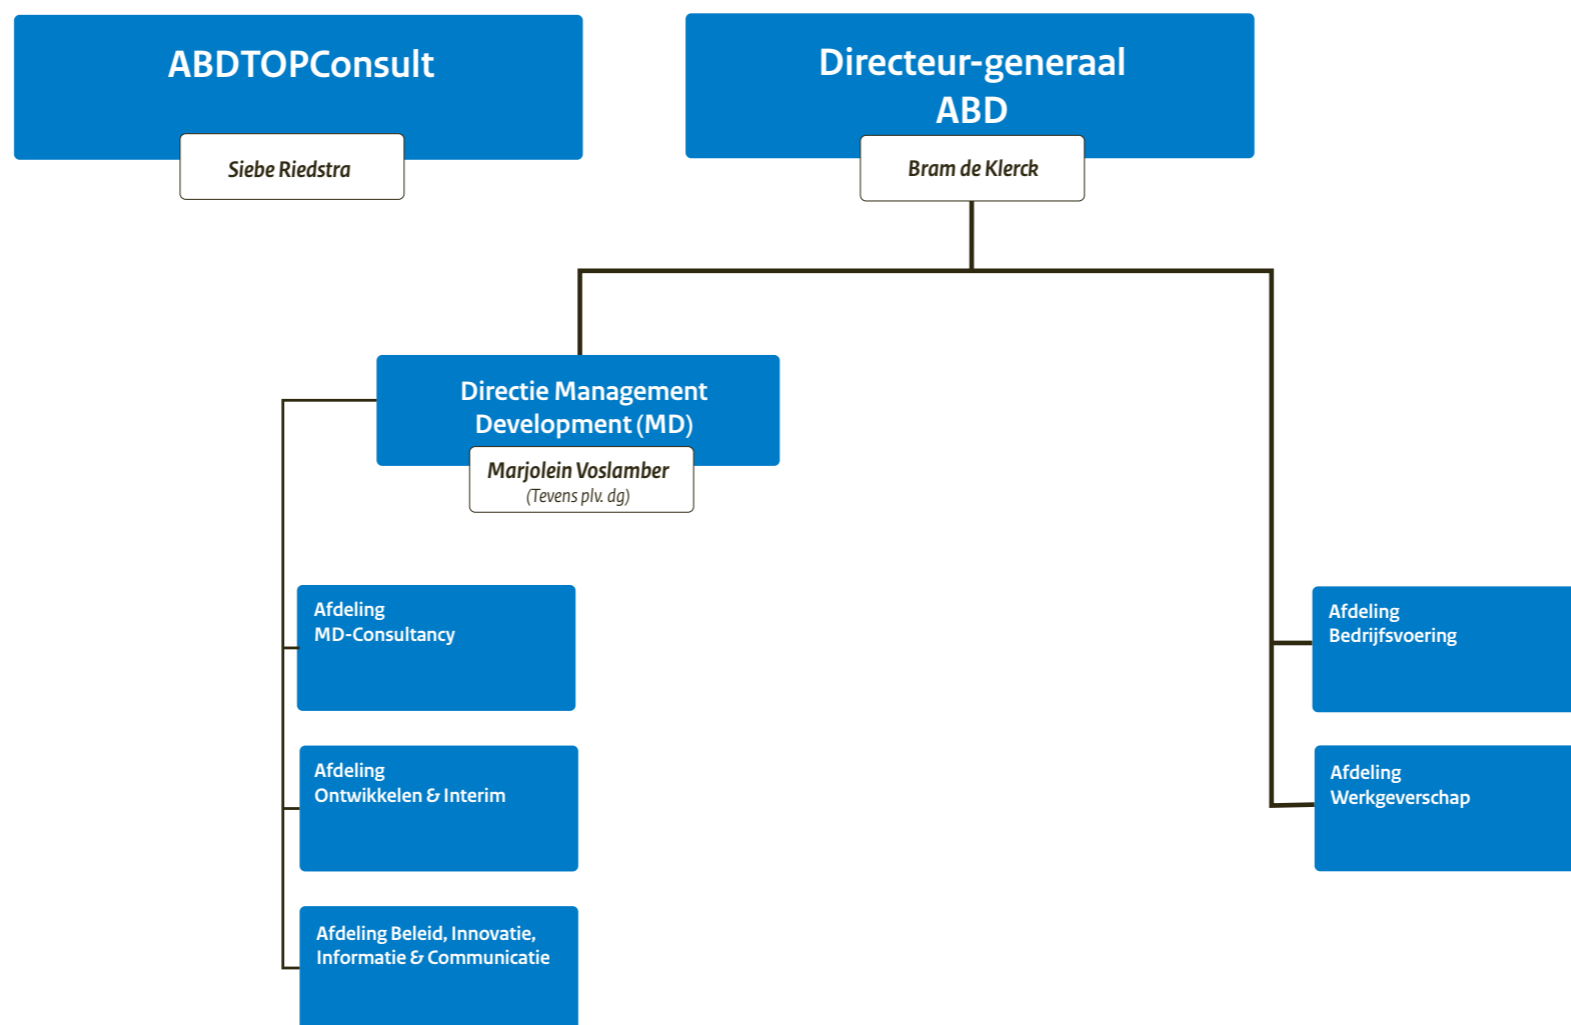 ABDTOPConsult
Siebe Riedstra
Directeur-generaal
ABD
Bram de Klerck
Directie Management
Development (MD)
Marjolein Voslamber
(Tevens plv. dg)
Afdeling
MD-Consultancy
Afdeling
Ontwikkelen & Interim
Afdeling Beleid, Innovatie,
Informatie & Communicatie
Afdeling
Bedrijfsvoering
Afdeling
Werkgeverschap